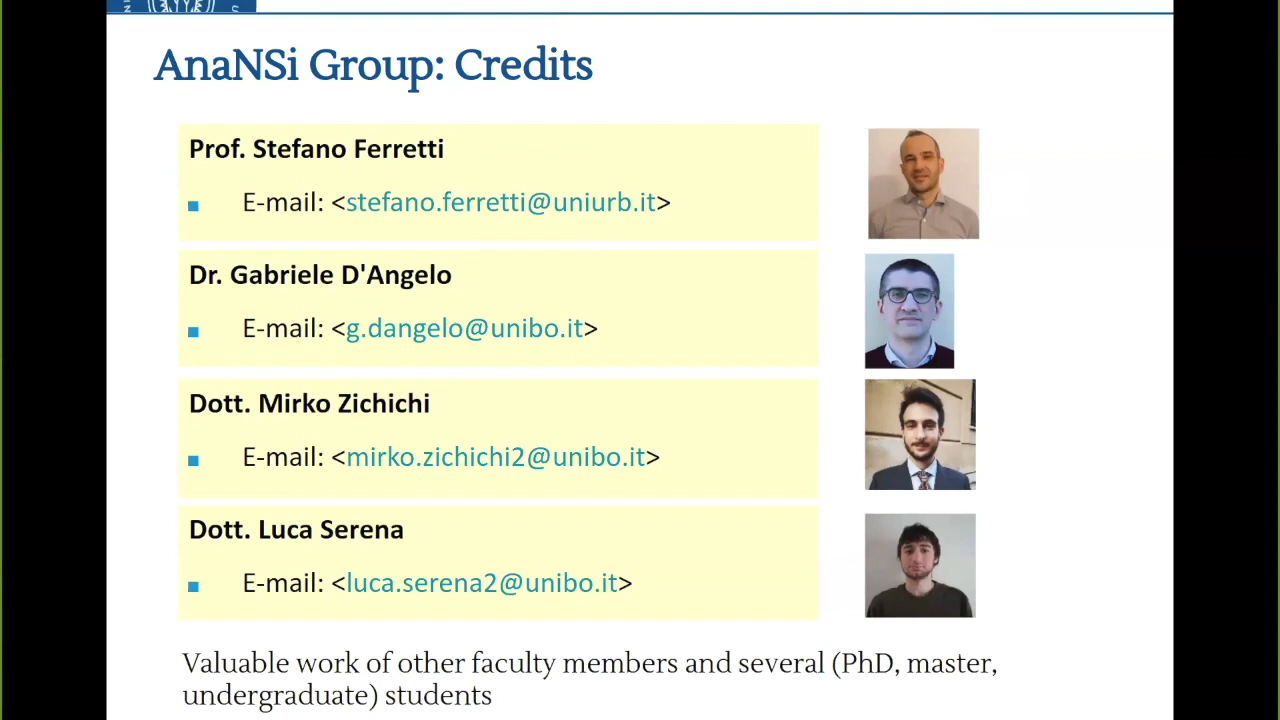 AnaNSi Group: Credits
Prof. Stefano Ferretti
E-mail: <stefano.ferretti@uniurb.it>
Dr. Gabriele D'Angelo
E-mail: <g.dangelo@unibo.it>
Dott. Mirko Zichichi
E-mail: <mirko.zichichi2@unibo.it>
Dott. Luca Serena
E-mail: <luca.serena2@unibo.it>
Valuable work of other faculty members and several (PhD, master,
undergraduate) students